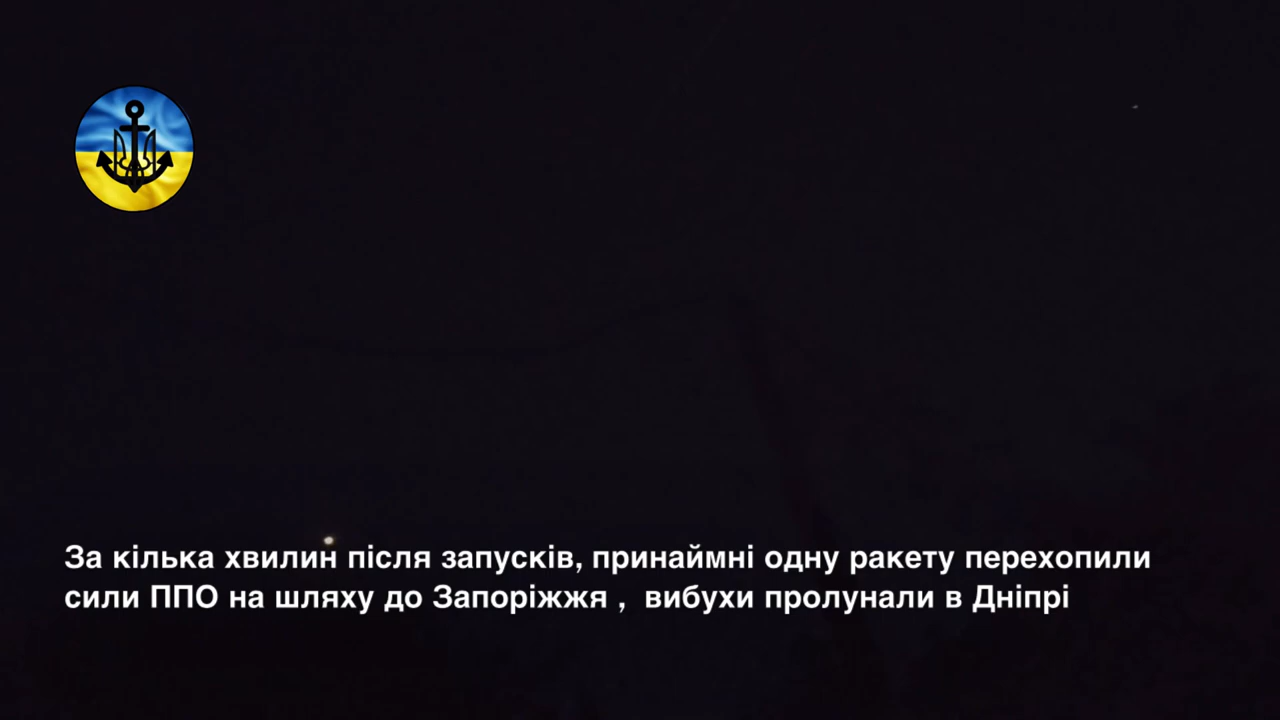 За кілька хвилин після запусків, принаймні одну ракету перехопили
сили ППО на шляху до Запоріжжя ,  вибухи пролунали в Дніпрі